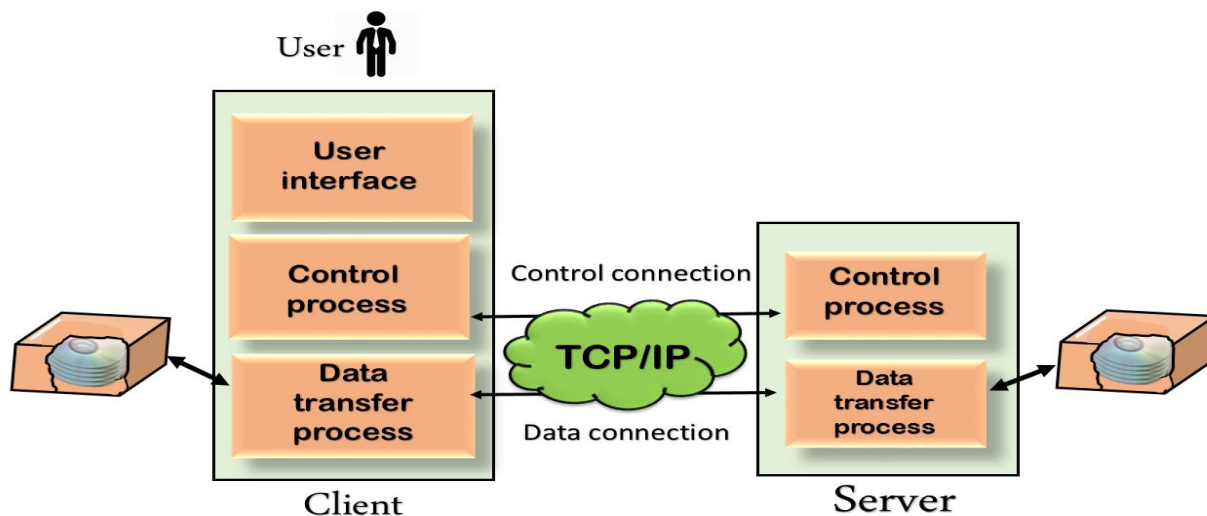 User
User
interface
Control
process
Data
transfer
process
Client
Control connection
TCP/IP
Data connection
Control
process
Data
transfer
process
Server